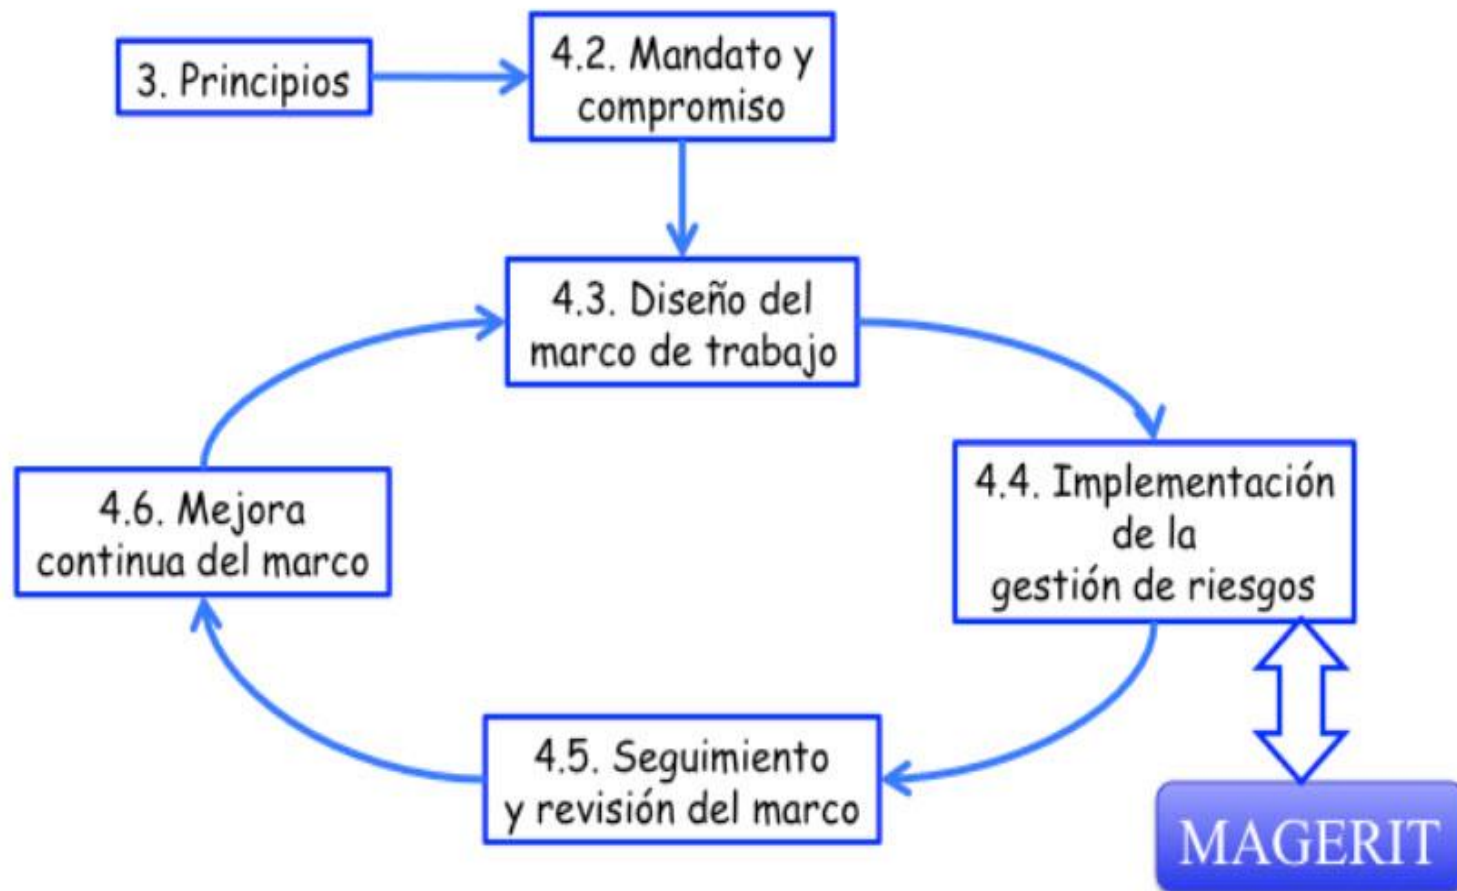 3. Principios
4.2. Mandato y
compromiso
4.3. Diseño del
marco de trabajo
4.4. Implementación
de la
gestión de riesgos
4.6. Mejora
continua del marco
4.5. Seguimiento
y revisión del marco
MAGERIT